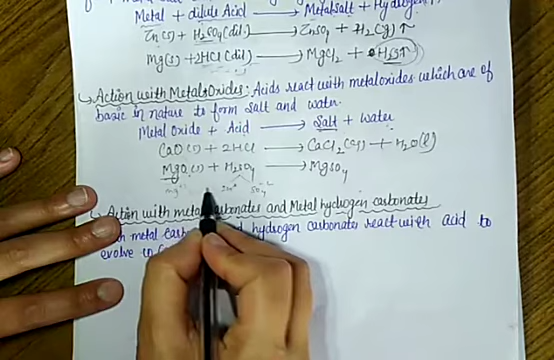 Metal + dilute Acid ⟶ Metal salt + Hydrogen ↑
Zn(s) + H2SO4(dil.) ⟶ ZnSO4 + H2(g) ↑
Mg(s) + 2HCl(dil.) ⟶ MgCl2 +
Action with Metal Oxides: Acids react with metal oxides which are of
basic in nature to form salt and water.
Metal Oxide + Acid ⟶ Salt + water
CaO(s) + 2HCl ⟶ CaCl2(aq) + H2O(l)
MgO(s) + H2SO4 ⟶ MgSO4
Action with metal carbonates and Metal hydrogen carbonates
metal hydrogen carbonates react with acid to
evolve